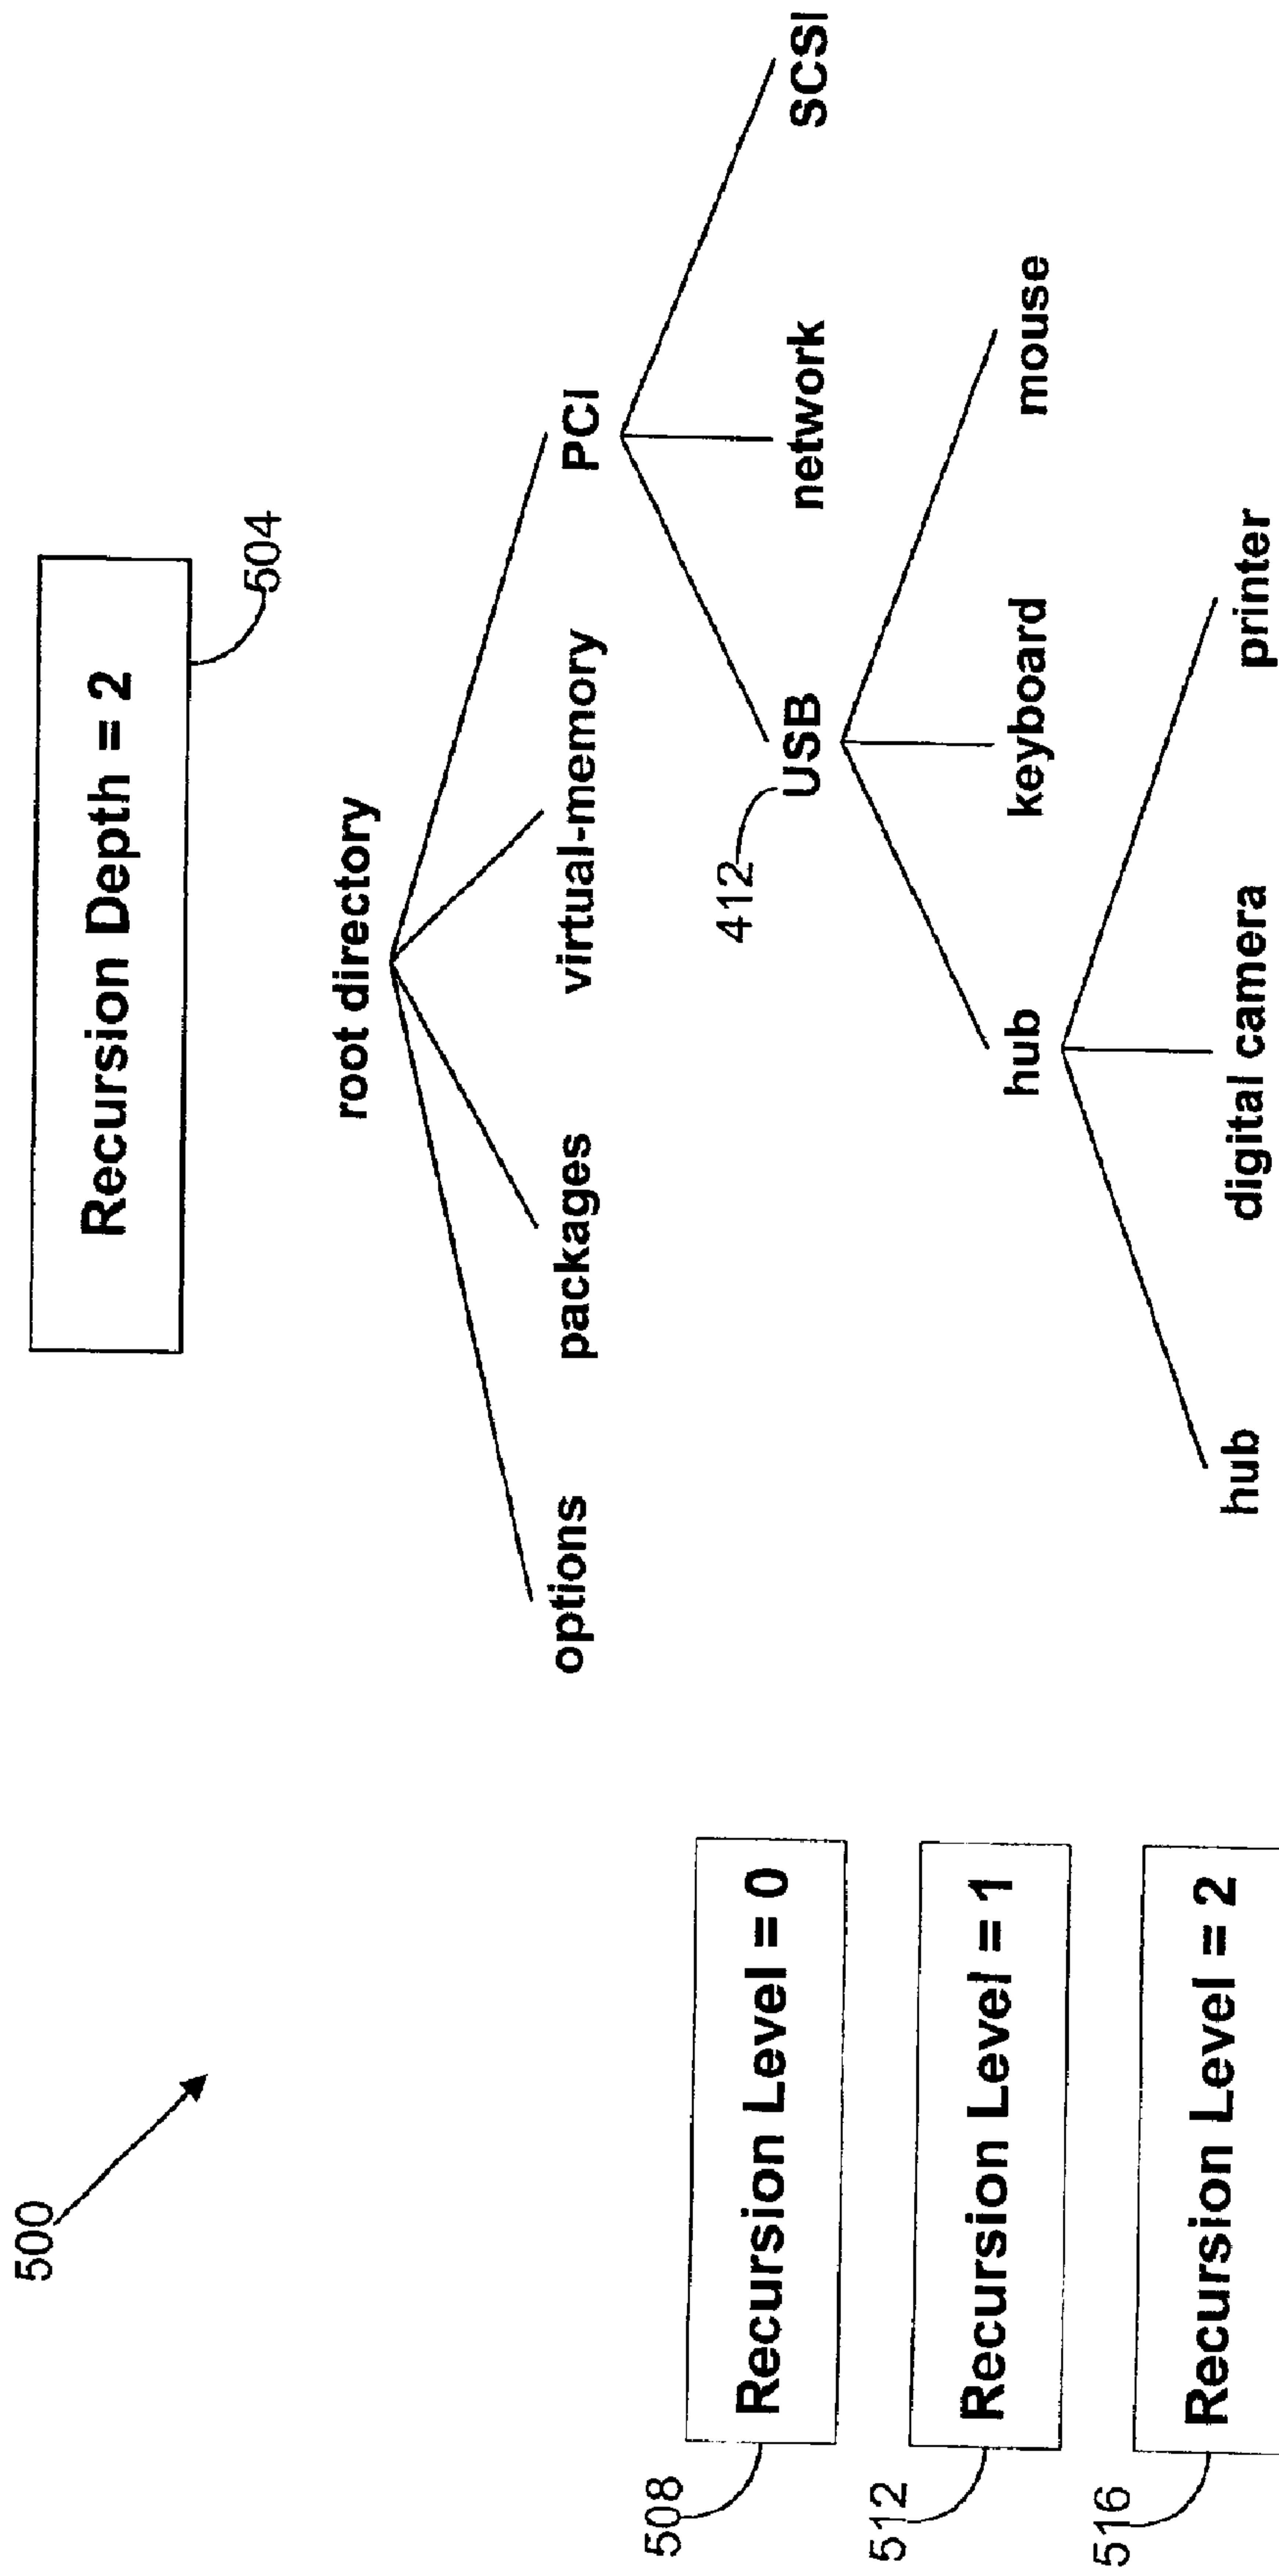 500
Recursion Depth = 2
504
root directory
options
packages
virtual-memory
PCI
Recursion Level = 0
508
412
USB
network
SCSI
Recursion Level = 1
512
hub
keyboard
mouse
Recursion Level = 2
516
hub
digital camera
printer